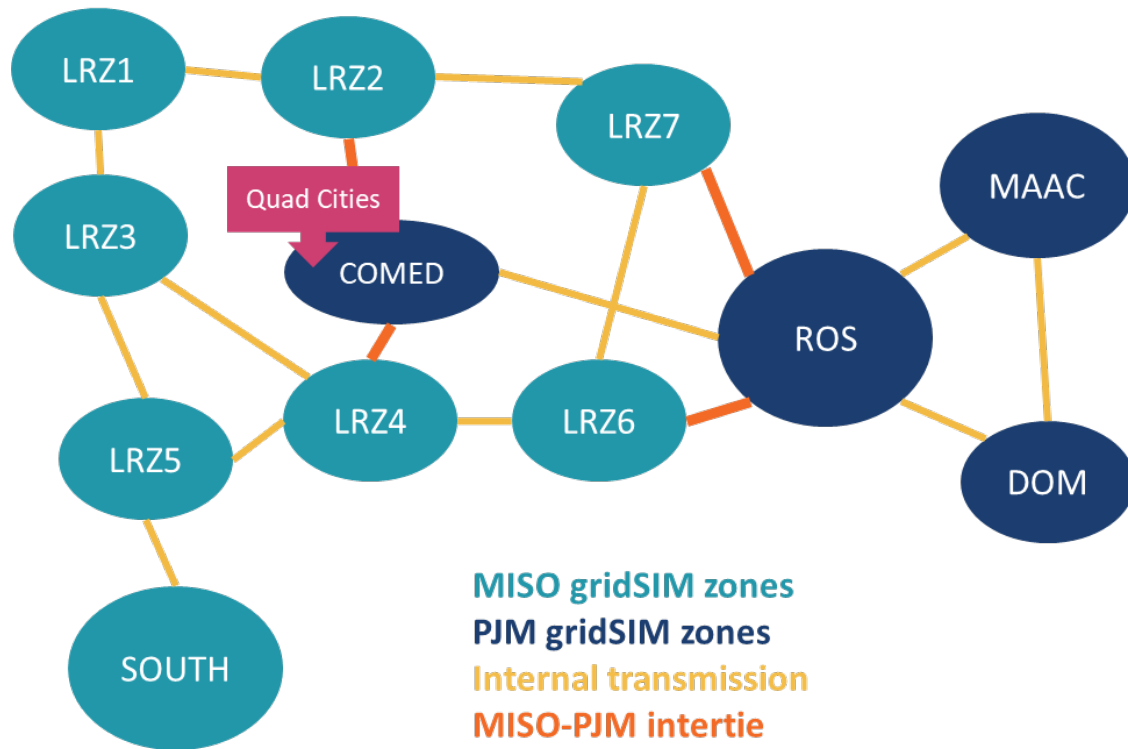 LRZ1
LRZ2
LRZ7
MAAC
Quad Cities
LRZ3
COMED
ROS
LRZ4
LRZ6
LRZ5
DOM
SOUTH
MISO gridSIM zones
PJM gridSIM zones
Internal transmission
MISO-PJM intertie